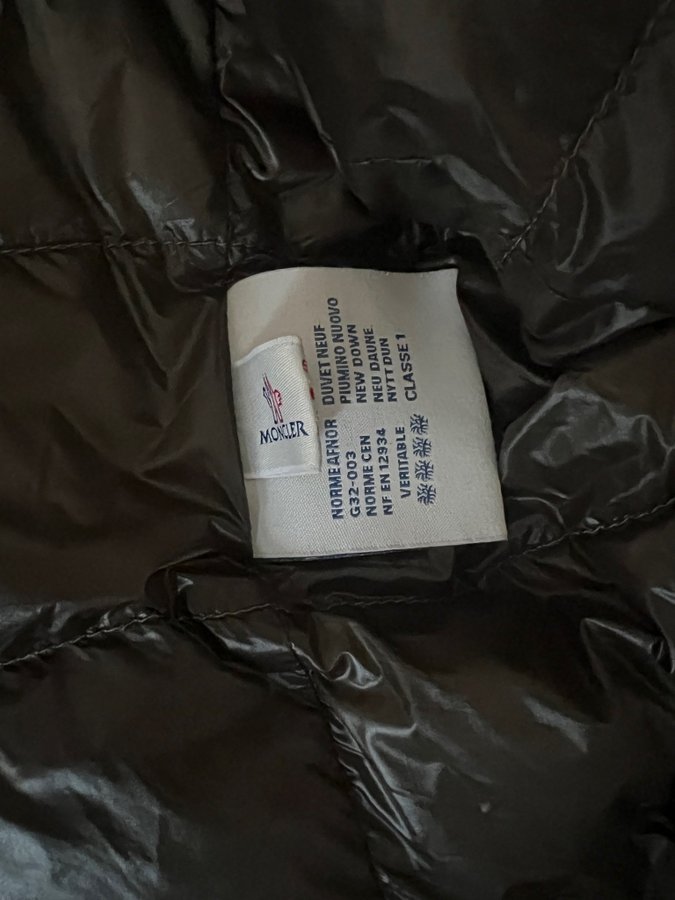 MONCLER
NORME AFNOR DUVET NEUF
G32-003 PIUMINO NUOVO
NORME CEN NEW DOWN
NF EN 12934 NEU DAUNE
VERITABLE NYTT DUN
CLASSE 1